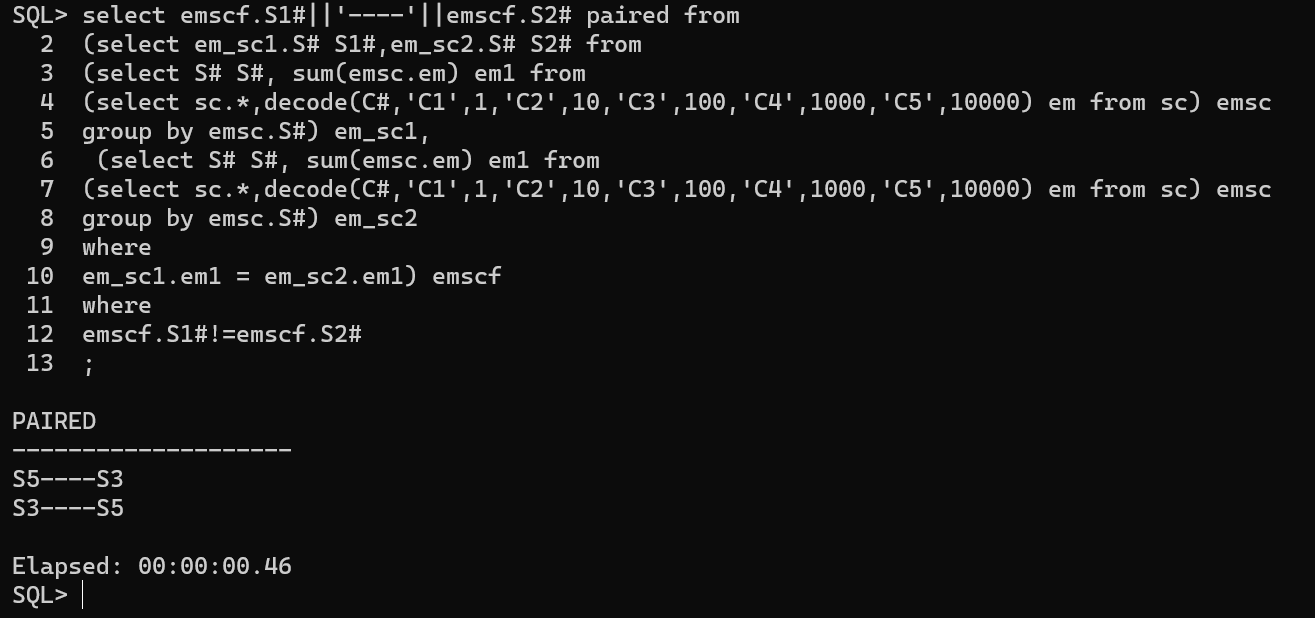 SQL> select emscf.S1#||'----'||emscf.S2# paired from
  2  (select em_sc1.S# S1#,em_sc2.S# S2# from
  3  (select S# S#, sum(emsc.em) em1 from
  4  (select sc.*,decode(C#,'C1',1,'C2',10,'C3',100,'C4',1000,'C5',10000) em from sc) emsc
  5  group by emsc.S#) em_sc1,
  6   (select S# S#, sum(emsc.em) em1 from
  7  (select sc.*,decode(C#,'C1',1,'C2',10,'C3',100,'C4',1000,'C5',10000) em from sc) emsc
  8  group by emsc.S#) em_sc2
  9  where
 10  em_sc1.em1 = em_sc2.em1) emscf
 11  where
 12  emscf.S1#!=emscf.S2#
 13  ;
PAIRED
--------------------
S5----S3
S3----S5
Elapsed: 00:00:00.46
SQL>